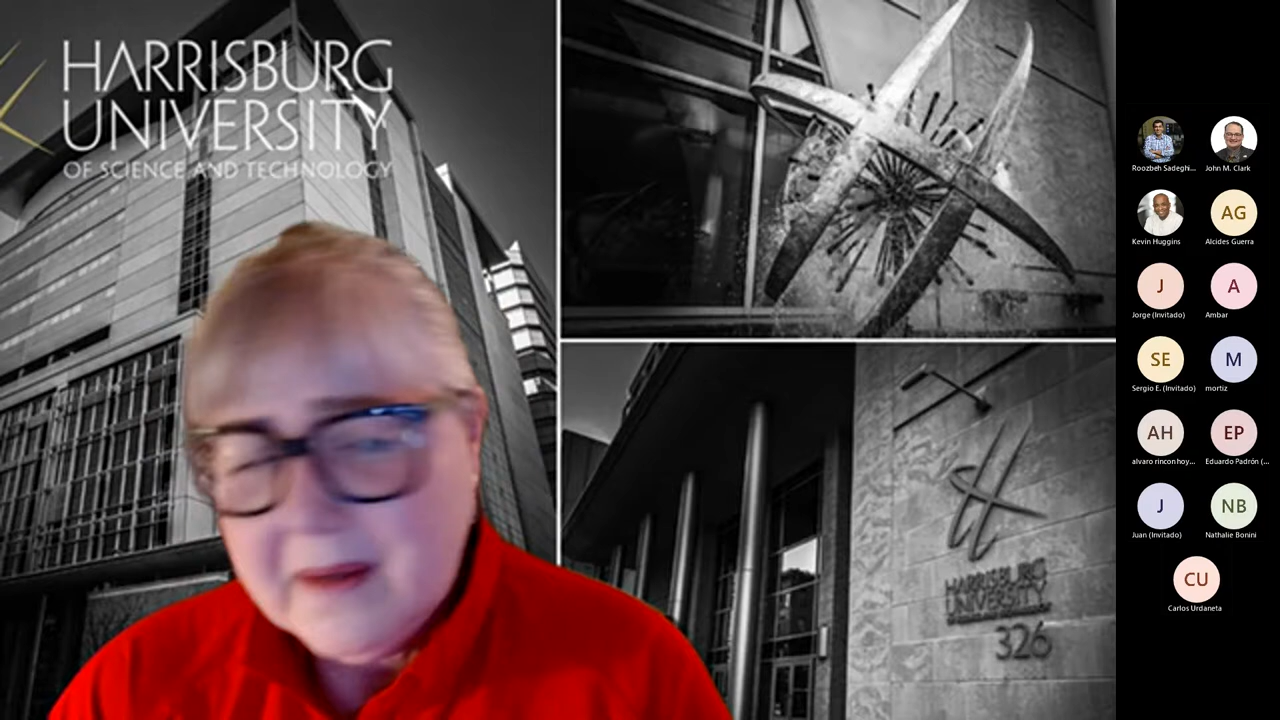 HARRISBURG
UNIVERSITY
OF SCIENCE AND TECHNOLOGY
HARRISBURG
UNIVERSITY
326
Roozbeh Sadeghi...
John M. Clark
Kevin Huggins
AG
Alcides Guerra
J
Jorge (Invitado)
A
Ambar
SE
Sergio E. (Invitado)
M
mortiz
AH
alvaro rincon hoy...
EP
Eduardo Padrón (...
J
Juan (Invitado)
NB
Nathalie Bonini
CU
Carlos Urdaneta